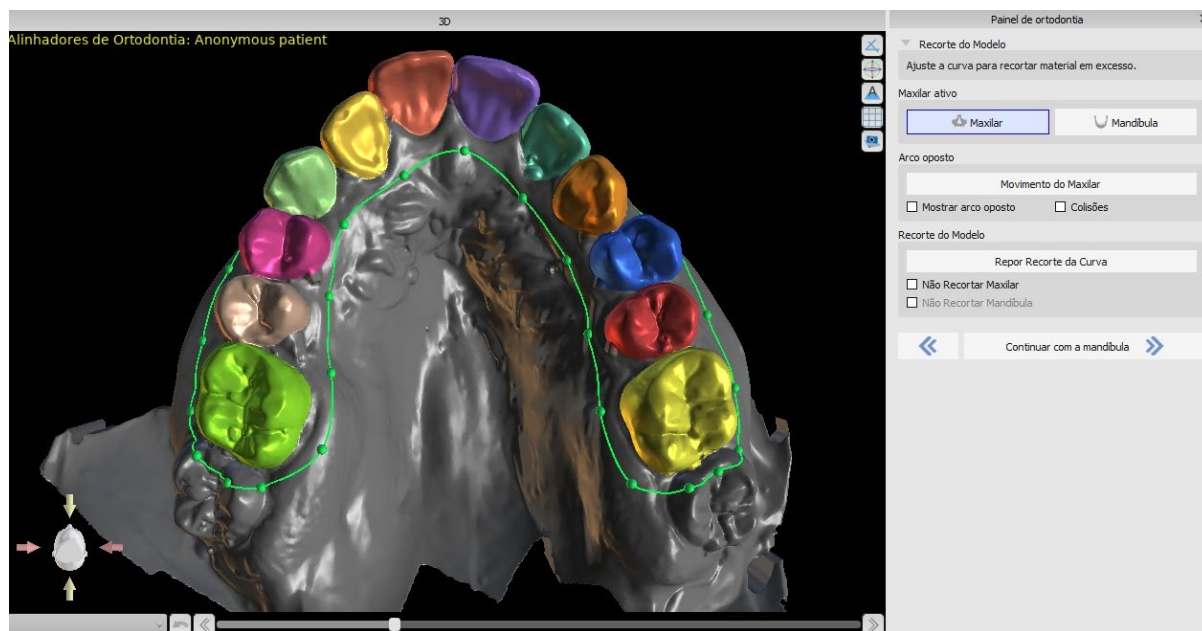 3D
Alinhadores de Ortodontia: Anonymous patient
A
Painel de ortodontia
Recorte do Modelo
Ajuste a curva para recortar material em excesso.
Maxilar ativo
Maxilar
Mandíbula
Arco oposto
Movimento do Maxilar
Mostrar arco oposto
Colisões
Recorte do Modelo
Repor Recorte da Curva
Não Recortar Maxilar
Não Recortar Mandíbula
Continuar com a mandíbula